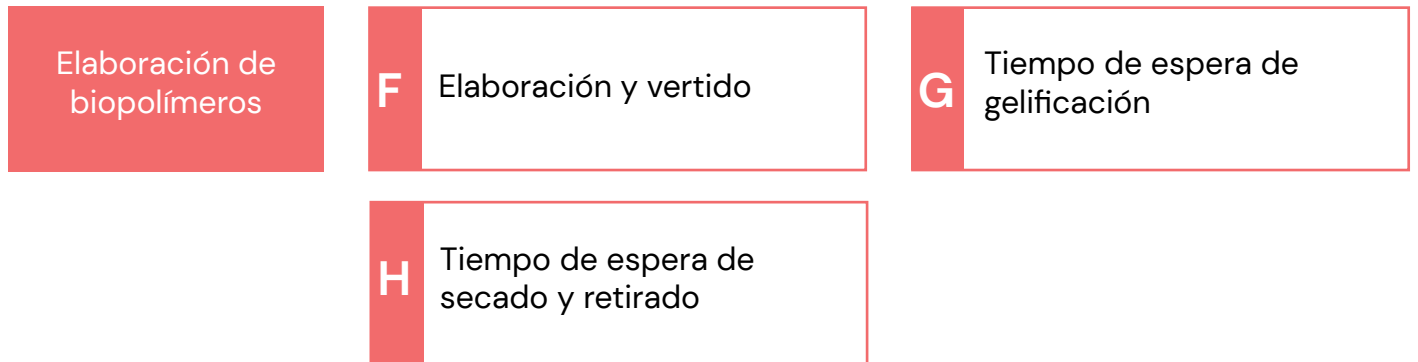 Elaboración de
biopolímeros
F
Elaboración y vertido
G
Tiempo de espera de
gelificación
H
Tiempo de espera de
secado y retirado